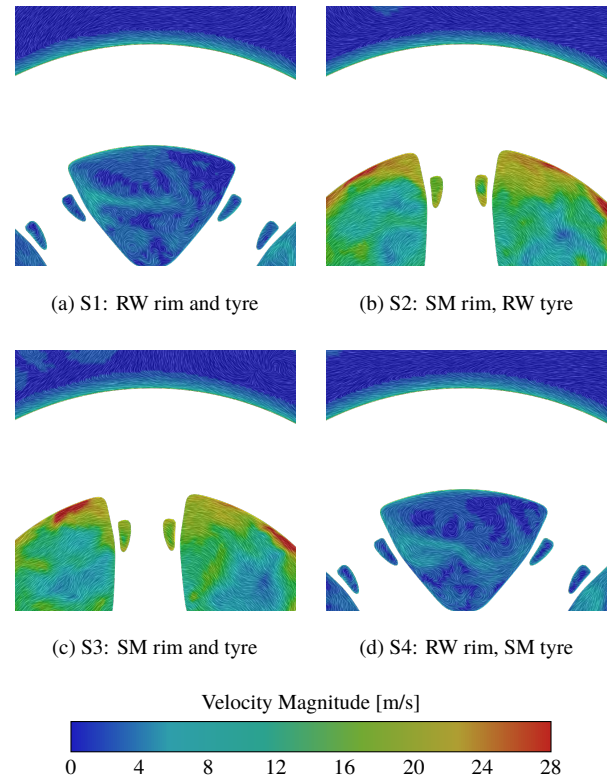 (a) S1: RW rim and tyre
(b) S2: SM rim, RW tyre
(c) S3: SM rim and tyre
(d) S4: RW rim, SM tyre
Velocity Magnitude [m/s]
0 4 8 12 16 20 24 28